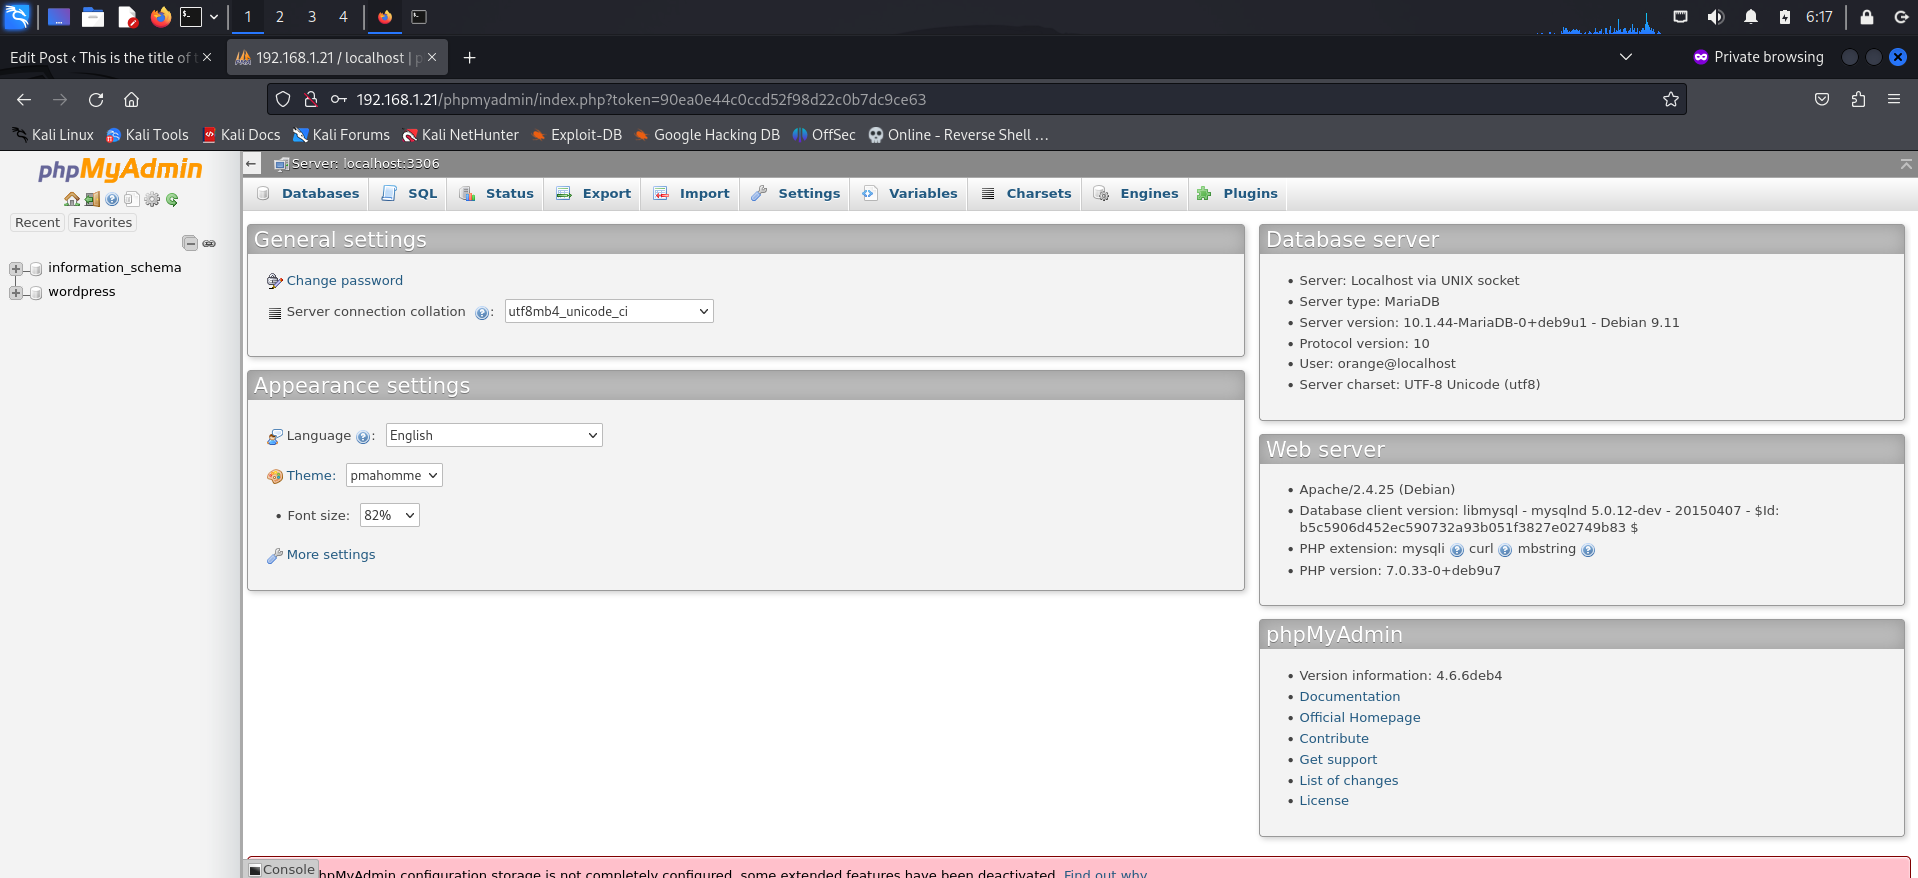 1 2 3 4 6:17
Edit Post ‹ This is the title of 192.168.1.21 / localhost | p Private browsing
192.168.1.21/phpmyadmin/index.php?token=90ea0e44c0ccd52f98d22c0b7dc9ce63
Kali Linux Kali Tools Kali Docs Kali Forums Kali NetHunter Exploit-DB Google Hacking DB OffSec Online - Reverse Shell …
phpMyAdmin
Recent Favorites
information_schema
wordpress
Server: localhost:3306
Databases SQL Status Export Import Settings Variables Charsets Engines Plugins
General settings
Change password
Server connection collation : utf8mb4_unicode_ci
Appearance settings
Language : English
Theme: pmahomme
• Font size: 82%
More settings
Database server
• Server: Localhost via UNIX socket
• Server type: MariaDB
• Server version: 10.1.44-MariaDB-0+deb9u1 - Debian 9.11
• Protocol version: 10
• User: orange@localhost
• Server charset: UTF-8 Unicode (utf8)
Web server
• Apache/2.4.25 (Debian)
• Database client version: libmysql - mysqlnd 5.0.12-dev - 20150407 - $Id:
b5c5906d452ec590732a93b051f3827e02749b83 $
• PHP extension: mysqli curl mbstring
• PHP version: 7.0.33-0+deb9u7
phpMyAdmin
• Version information: 4.6.6deb4
• Documentation
• Official Homepage
• Contribute
• Get support
• List of changes
• License
Console
hpMyAdmin configuration storage is not completely configured, some extended features have been deactivated. Find out why.